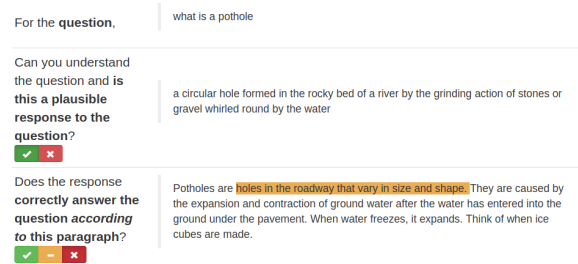 For the question,
what is a pothole
Can you understand
the question and is
this a plausible
response to the
question?
a circular hole formed in the rocky bed of a river by the grinding action of stones or
gravel whirled round by the water
Does the response
correctly answer the
question according
to this paragraph?
Potholes are holes in the roadway that vary in size and shape. They are caused by
the expansion and contraction of ground water after the water has entered into the
ground under the pavement. When water freezes, it expands. Think of when ice
cubes are made.